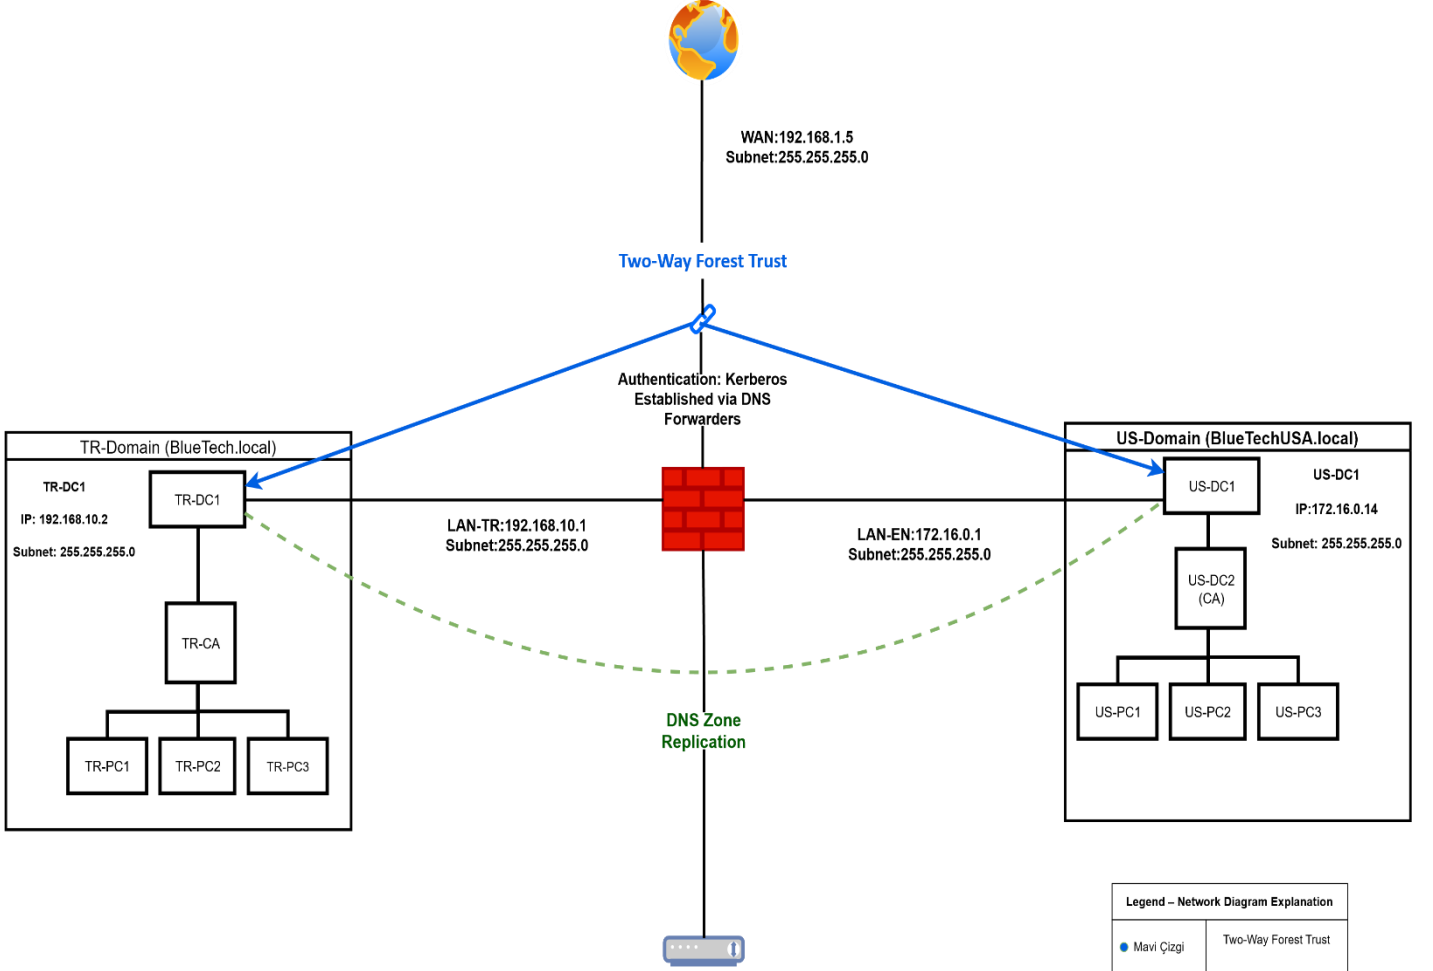 WAN:192.168.1.5
Subnet:255.255.255.0
Two-Way Forest Trust
Authentication: Kerberos
Established via DNS
Forwarders
TR-Domain (BlueTech.local)
TR-DC1
IP: 192.168.10.2
Subnet: 255.255.255.0
TR-DC1
TR-CA
TR-PC1
TR-PC2
TR-PC3
LAN-TR:192.168.10.1
Subnet:255.255.255.0
LAN-EN:172.16.0.1
Subnet:255.255.255.0
US-Domain (BlueTechUSA.local)
US-DC1
US-DC1
IP:172.16.0.14
Subnet: 255.255.255.0
US-DC2
(CA)
US-PC1
US-PC2
US-PC3
DNS Zone
Replication
Legend – Network Diagram Explanation
Mavi Çizgi
Two-Way Forest Trust